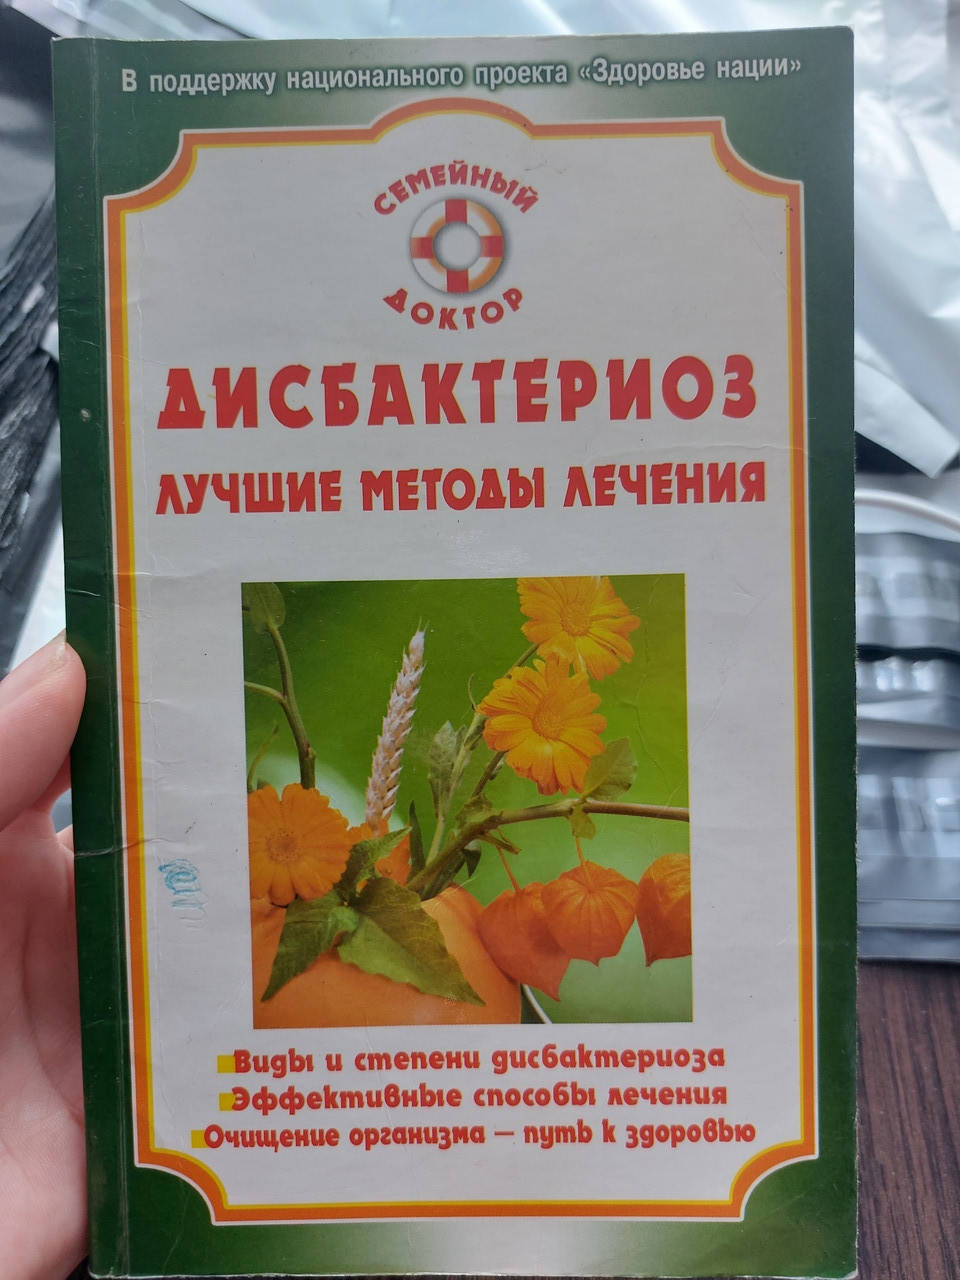 В поддержку национального проекта «Здоровье нации»
СЕМЕЙНЫЙ
ДОКТОР
ДИСБАКТЕРИОЗ
ЛУЧШИЕ МЕТОДЫ ЛЕЧЕНИЯ
Виды и степени дисбактериоза
Эффективные способы лечения
Очищение организма – путь к здоровью